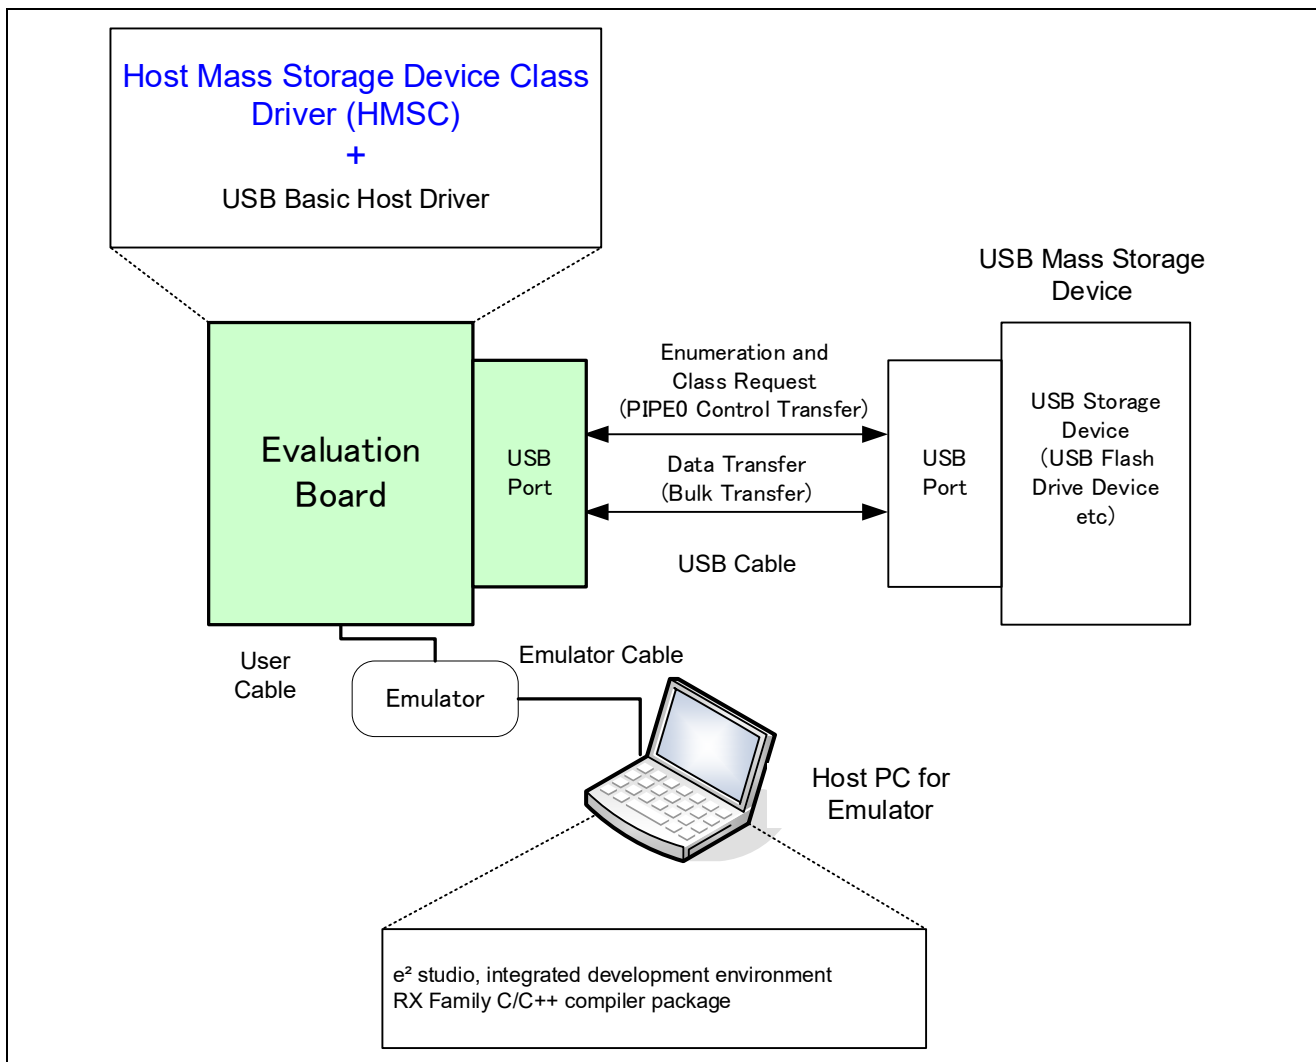 Host Mass Storage Device Class
Driver (HMSC)
+
USB Basic Host Driver
USB Mass Storage
Device
Evaluation
Board
USB
Port
Enumeration and
Class Request
(PIPE0 Control Transfer)
Data Transfer
(Bulk Transfer)
USB Cable
USB
Port
USB Storage
Device
(USB Flash
Drive Device
etc)
User
Cable
Emulator
Emulator Cable
Host PC for
Emulator
e² studio, integrated development environment
RX Family C/C++ compiler package